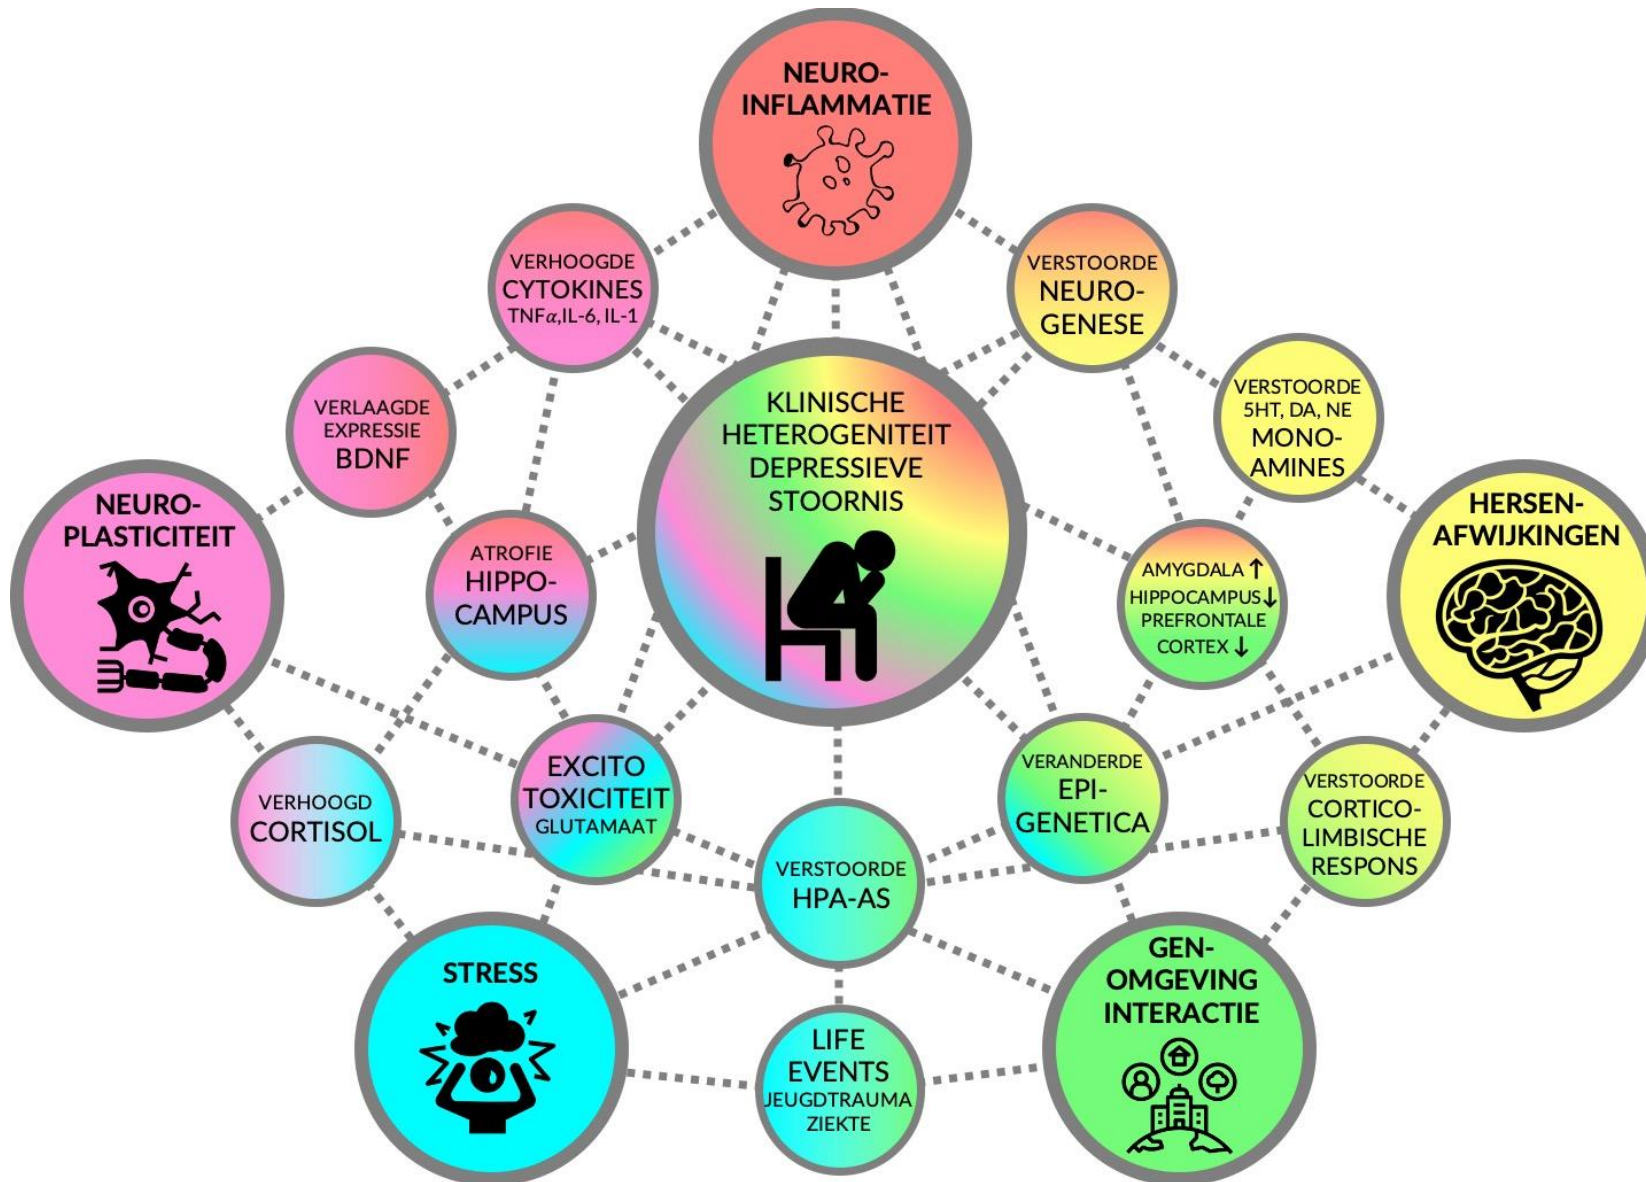 NEURO-
INFLAMMATIE
VERHOOGDE
CYTOKINES
TNFα,IL-6, IL-1
VERSTOORDE
NEURO-
GENESE
VERLAAGDE
EXPRESSIE
BDNF
KLINISCHE
HETEROGENITEIT
DEPRESSIEVE
STOORNIS
VERSTOORDE
5HT, DA, NE
MONO-
AMINES
NEURO-
PLASTICITEIT
ATROFIE
HIPPO-
CAMPUS
AMYGDALA ↑
HIPPOCAMPUS↓
PREFRONTALE
CORTEX ↓
HERSEN-
AFWIJKINGEN
VERHOOGD
CORTISOL
EXCITO
TOXICITEIT
GLUTAMAAT
VERSTOORDE
HPA-AS
VERANDERDE
EPI-
GENETICA
VERSTOORDE
CORTICO-
LIMBISCHE
RESPONS
STRESS
LIFE
EVENTS
JEUGDTRAUMA
ZIEKTE
GEN-
OMGEVING
INTERACTIE